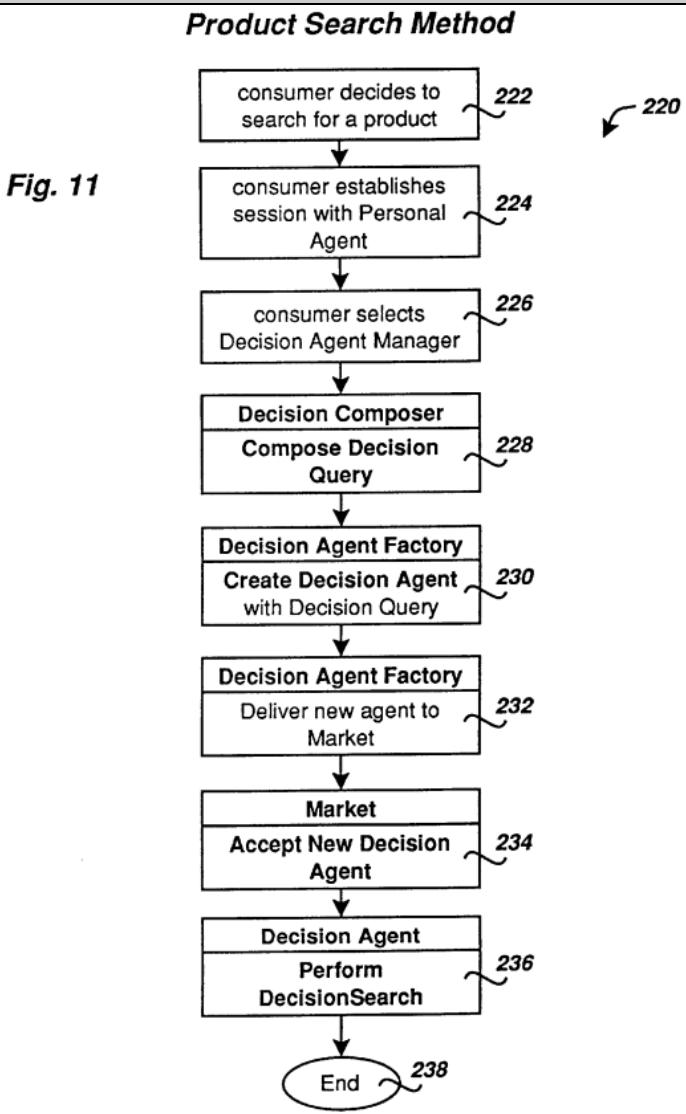 Product Search Method
consumer decides to
search for a product
222
220
Fig. 11
consumer establishes
session with Personal
Agent
224
consumer selects
Decision Agent Manager
226
Decision Composer
Compose Decision
Query
228
Decision Agent Factory
Create Decision Agent
with Decision Query
230
Decision Agent Factory
Deliver new agent to
Market
232
Market
Accept New Decision
Agent
234
Decision Agent
Perform
DecisionSearch
236
End
238